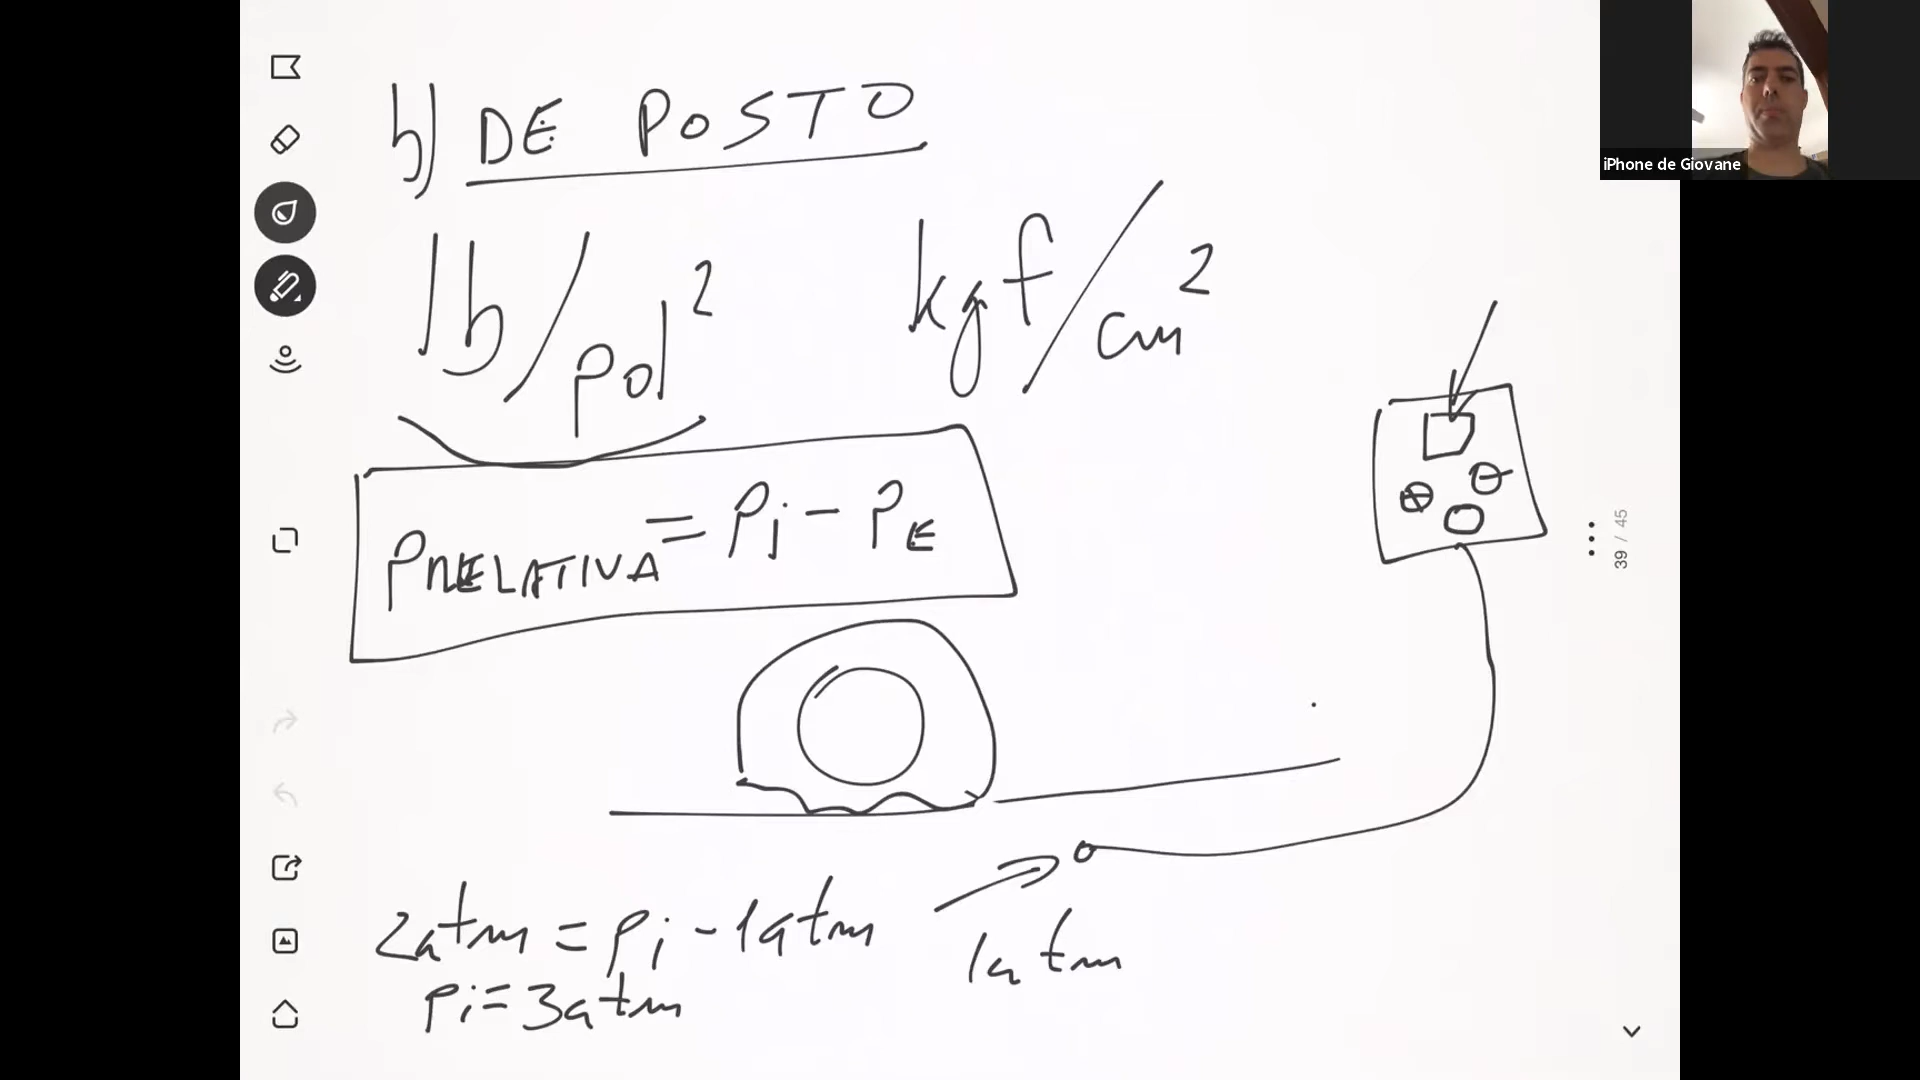 b) DE POSTO
lb/pol² kgf/cm²
PRELATIVA = Pi - PE
2atm = Pi - 1atm
1atm
Pi = 3atm
iPhone de Giovane
39 / 45